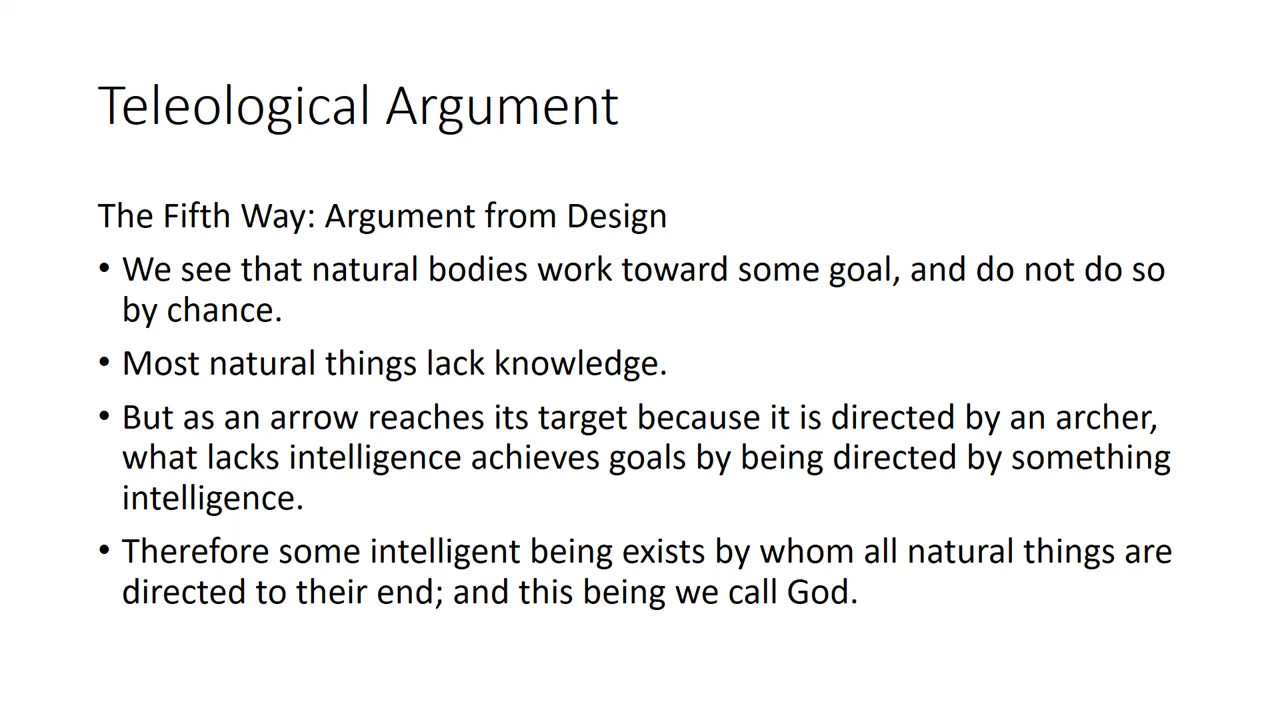 Teleological Argument
The Fifth Way: Argument from Design
• We see that natural bodies work toward some goal, and do not do so
by chance.
• Most natural things lack knowledge.
• But as an arrow reaches its target because it is directed by an archer,
what lacks intelligence achieves goals by being directed by something
intelligence.
• Therefore some intelligent being exists by whom all natural things are
directed to their end; and this being we call God.